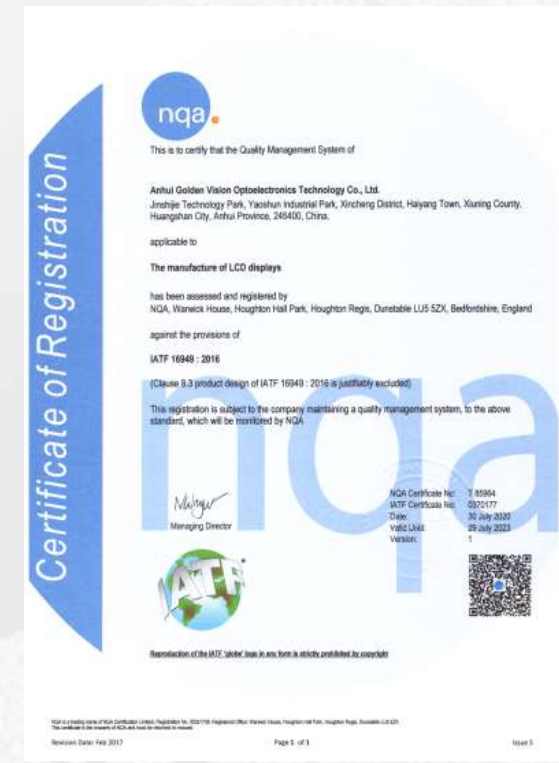 Certificate of Registration
nqa.
This is to certify that the Quality Management System of
Anhui Golden Vision Optoelectronics Technology Co., Ltd.
Jinshijie Technology Park, Yaoshun Industrial Park, Xincheng District, Haiyang Town, Xiuning County,
Huangshan City, Anhui Province, 245400, China.
applicable to
The manufacture of LCD displays
has been assessed and registered by
NQA, Warwick House, Houghton Hall Park, Houghton Regis, Dunstable LU5 5ZX, Bedfordshire, England
against the provisions of
IATF 16949 : 2016
(Clause 8.3 product design of IATF 16949 : 2016 is justifiably excluded)
This registration is subject to the company maintaining a quality management system, to the above
standard, which will be monitored by NQA
nqa
Managing Director
NQA Certificate No: T 85964
IATF Certificate No: 0370177
Date: 30 July 2020
Valid Until: 29 July 2023
Version: 1
IATF
Reproduction of the IATF "globe" logo in any form is strictly prohibited by copyright
Revision Date: Feb 2017
Page 1 of 1
Issue 5